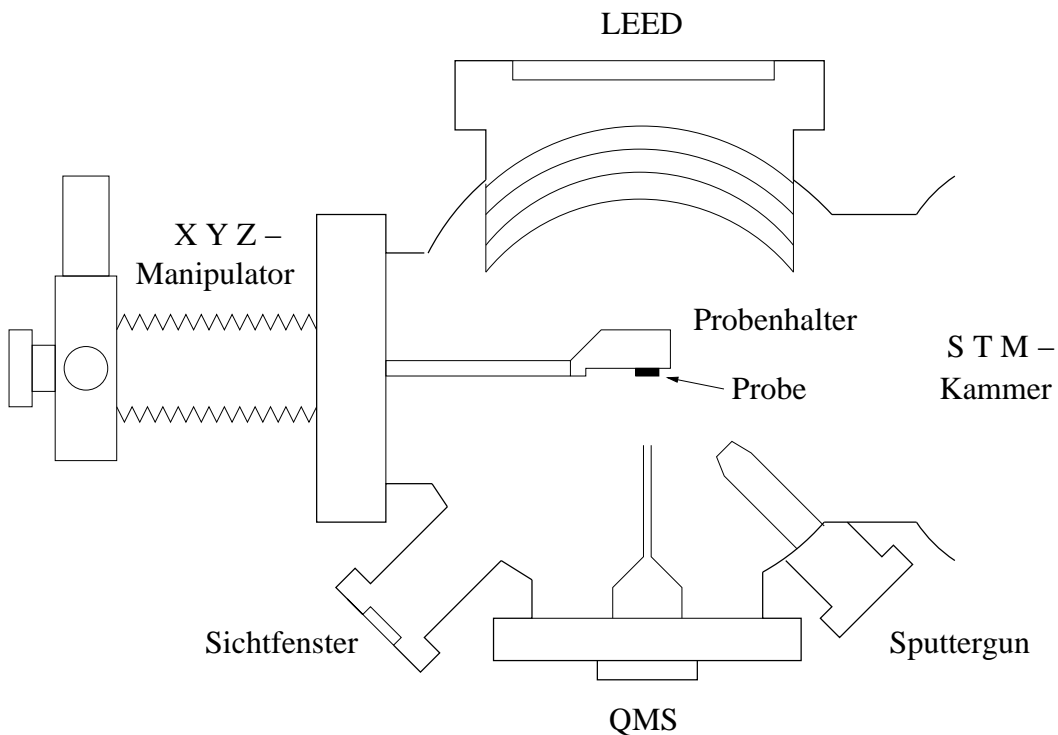 LEED
X Y Z –
Manipulator
Probenhalter
Probe
S T M –
Kammer
Sichtfenster
Sputtergun
QMS